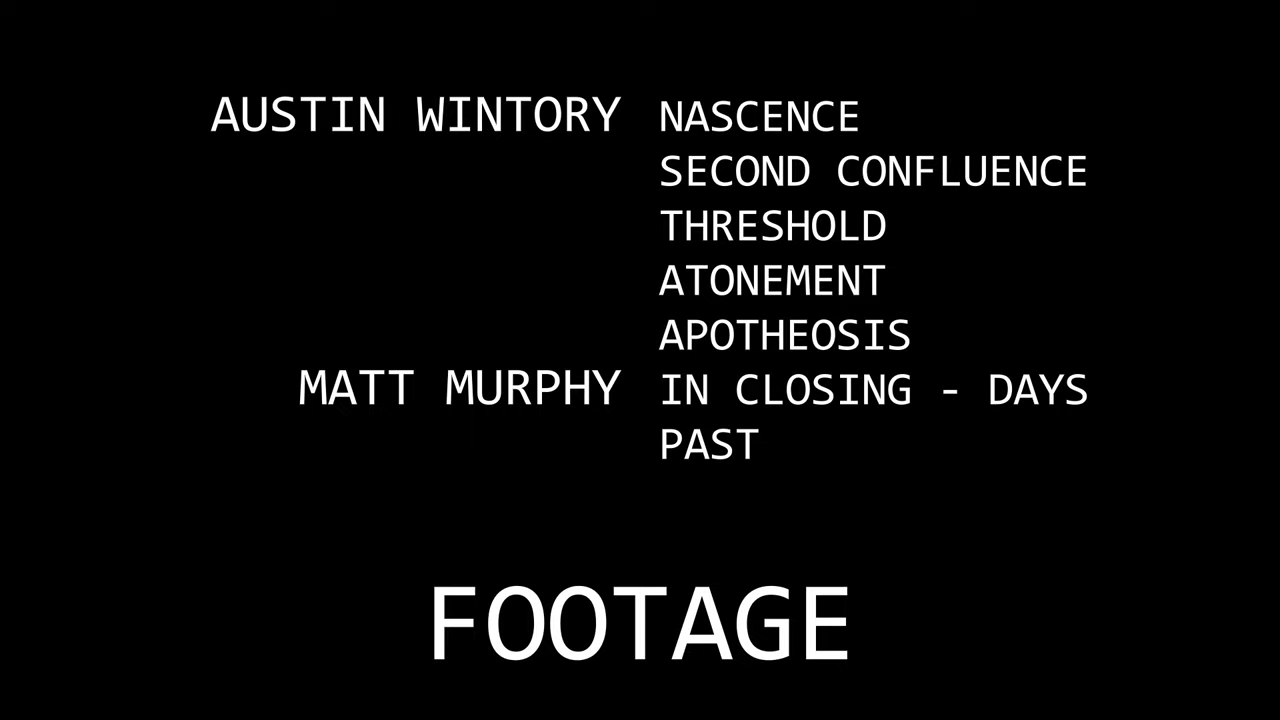 AUSTIN WINTORY NASCENCE
SECOND CONFLUENCE
THRESHOLD
ATONEMENT
APOTHEOSIS
MATT MURPHY IN CLOSING - DAYS
PAST
FOOTAGE